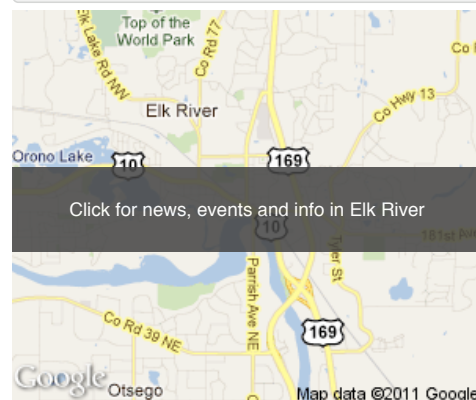 Top of the
World Park
Elk Lake Rd NW
Co Rd 77
Co
Co Hwy 13
Elk River
Orono Lake
10
169
Click for news, events and info in Elk River
10
181st Ave
Tyler St
Parrish Ave NE
Co Rd 39 NE
169
Google
Otsego
Map data ©2011 Google